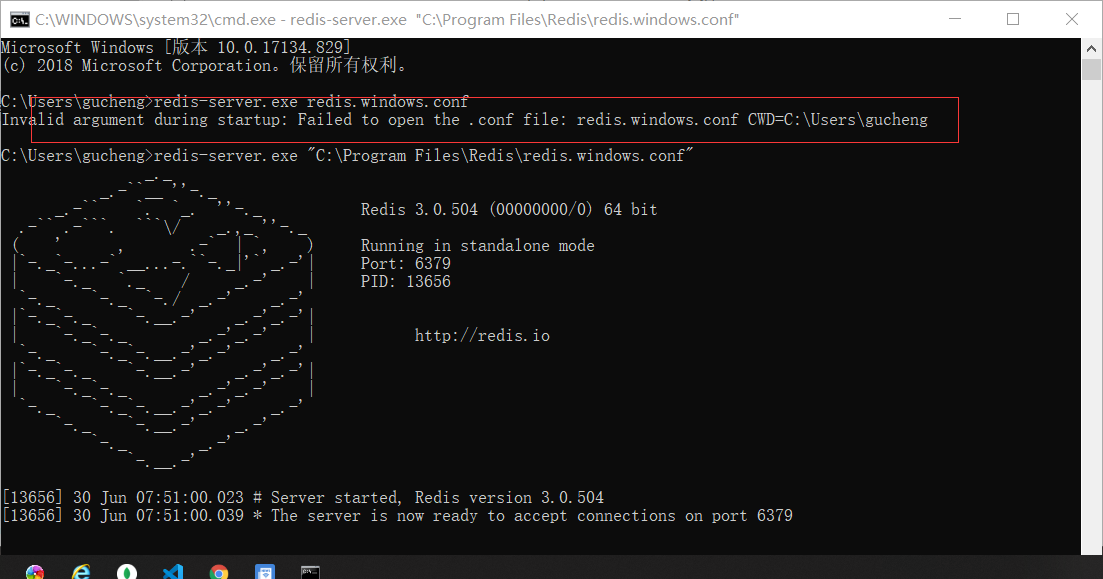 C:\WINDOWS\system32\cmd.exe - redis-server.exe "C:\Program Files\Redis\redis.windows.conf"
Microsoft Windows [版本 10.0.17134.829]
(c) 2018 Microsoft Corporation。保留所有权利。
C:\Users\gucheng>redis-server.exe redis.windows.conf
Invalid argument during startup: Failed to open the .conf file: redis.windows.conf CWD=C:\Users\gucheng
C:\Users\gucheng>redis-server.exe "C:\Program Files\Redis\redis.windows.conf"
Redis 3.0.504 (00000000/0) 64 bit
Running in standalone mode
Port: 6379
PID: 13656
http://redis.io
[13656] 30 Jun 07:51:00.023 # Server started, Redis version 3.0.504
[13656] 30 Jun 07:51:00.039 * The server is now ready to accept connections on port 6379